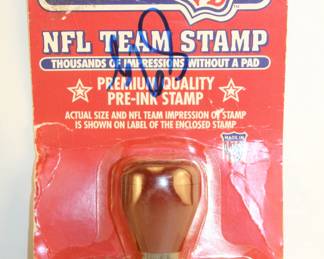 NFL TEAM STAMP
THOUSANDS OF IMPRESSIONS WITHOUT A PAD
PREMIUM QUALITY
PRE-INK STAMP
ACTUAL SIZE AND NFL TEAM IMPRESSION OF STAMP
IS SHOWN ON LABEL OF THE ENCLOSED STAMP
MADE IN